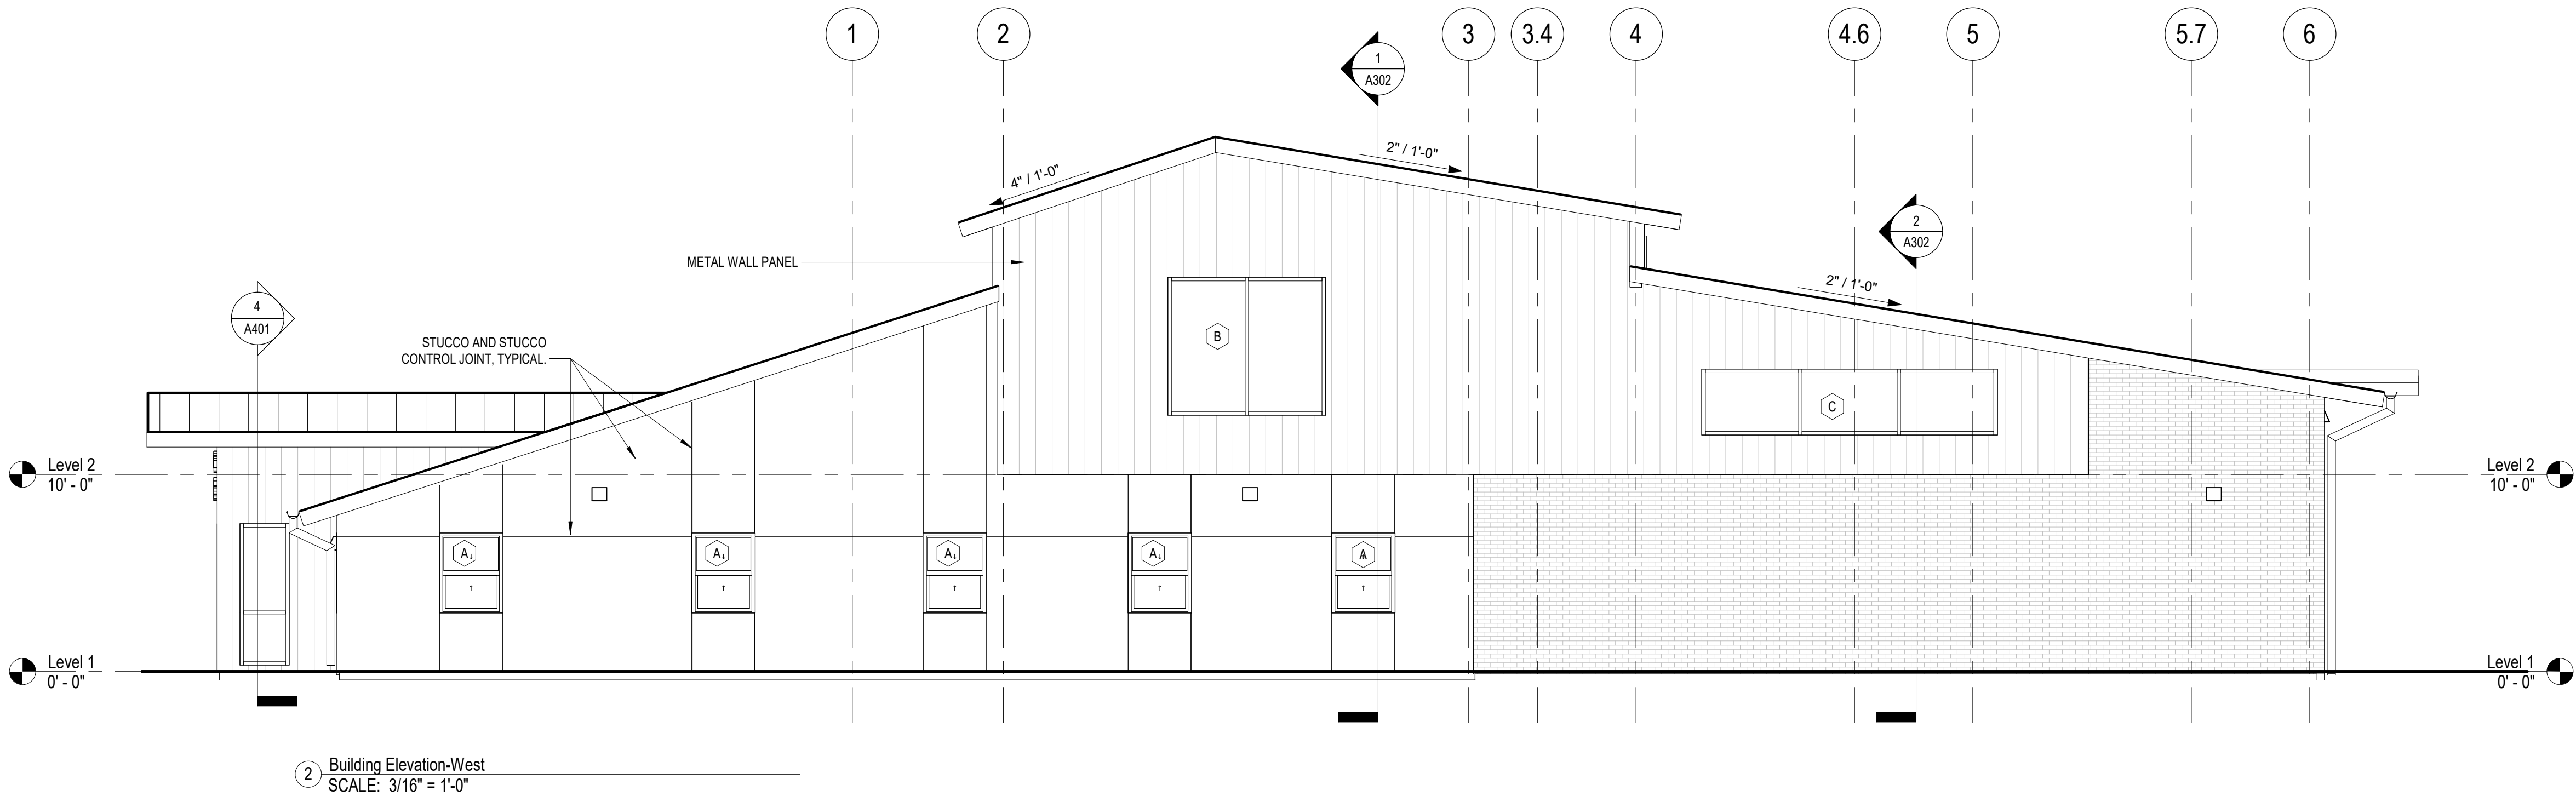 1
2
3
3.4
4
4.6
5
5.7
6
1
A302
2" / 1'-0"
4" / 1'-0"
2
A302
METAL WALL PANEL
2" / 1'-0"
4
A401
B
STUCCO AND STUCCO
CONTROL JOINT, TYPICAL.
C
Level 2
10' - 0"
Level 2
10' - 0"
A
A
A
A
A
Level 1
0' - 0"
Level 1
0' - 0"
2
Building Elevation-West
SCALE: 3/16" = 1'-0"